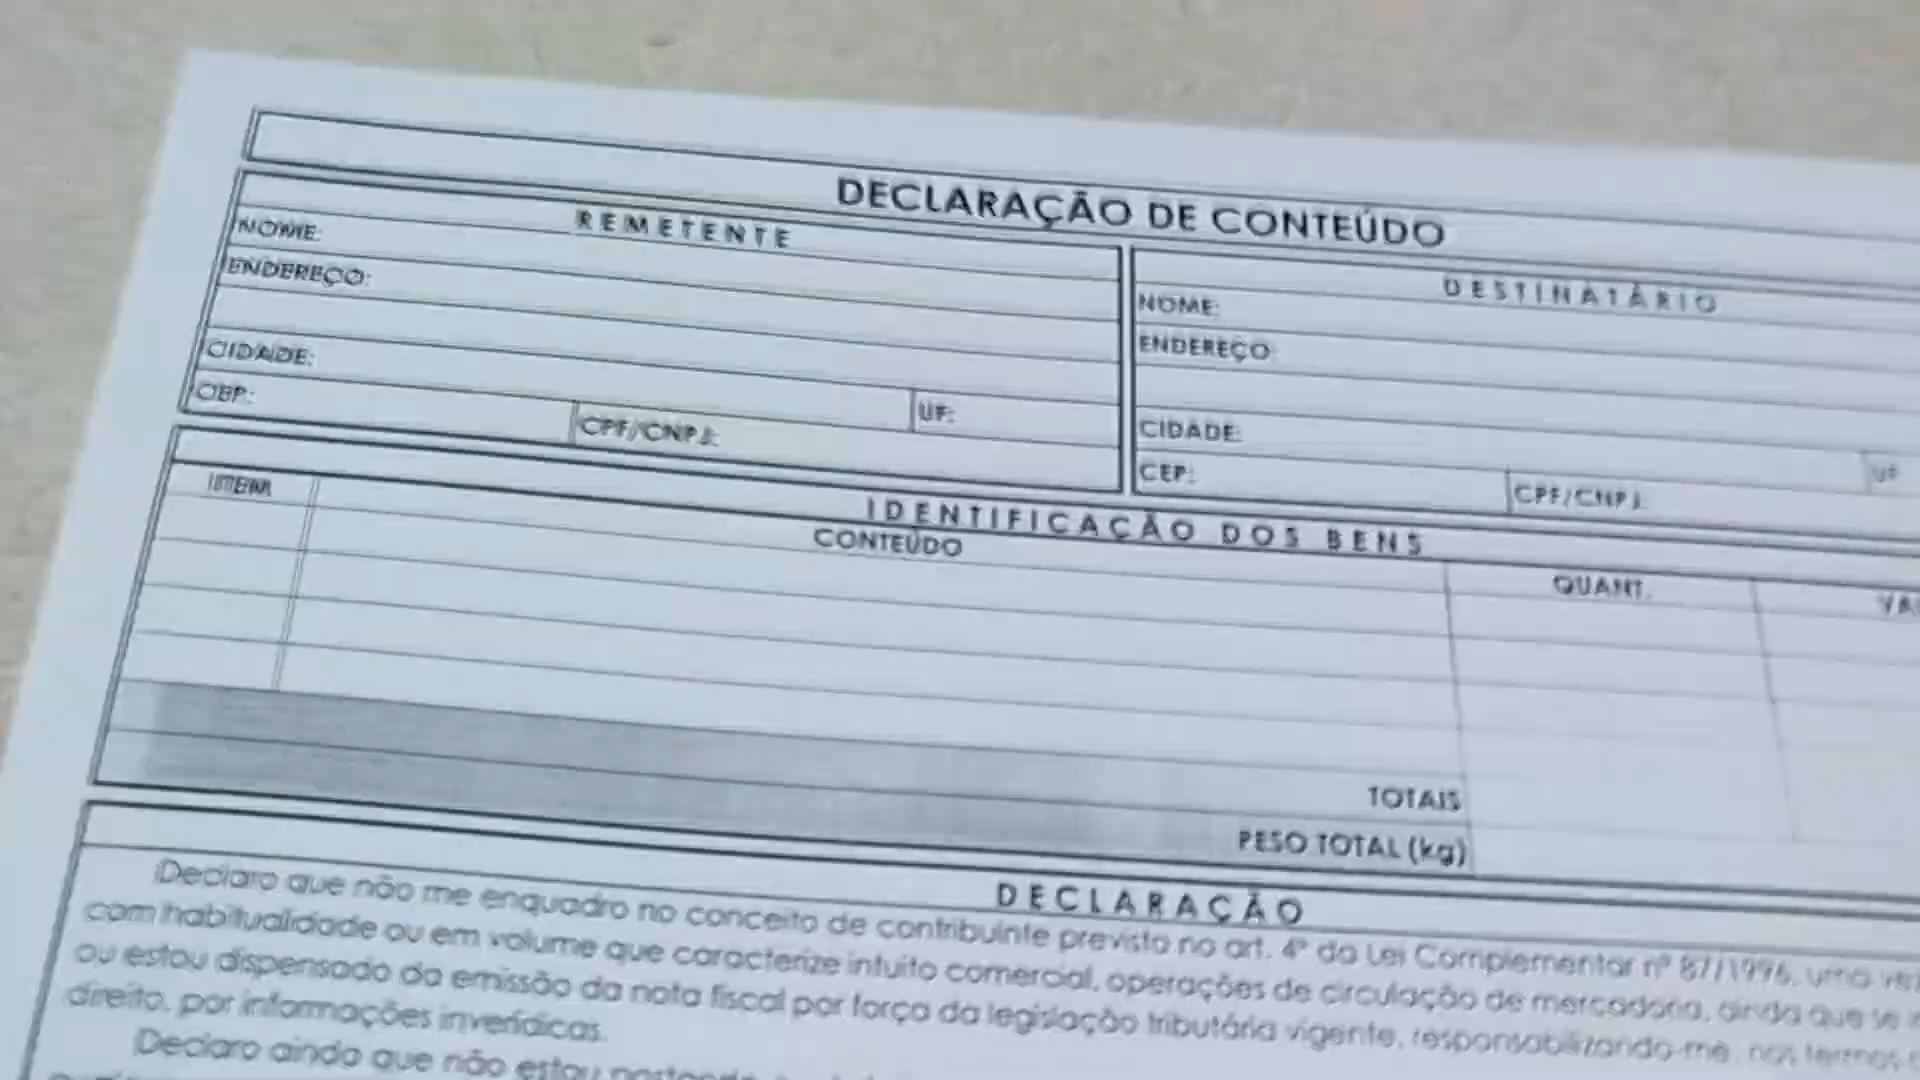 DECLARAÇÃO DE CONTEÚDO
REMETENTE
NOME:
ENDEREÇO:
CIDADE:
UF:
CEP:
CPF/CNPJ:
DESTINATÁRIO
NOME:
ENDEREÇO:
CIDADE:
UF
CEP:
CPF/CNPJ:
IDENTIFICAÇÃO DOS BENS
ITEM CONTEÚDO QUANT.
TOTAIS
PESO TOTAL (kg)
DECLARAÇÃO
Declaro que não me enquadro no conceito de contribuinte previsto no art. 4º da Lei Complementar nº 87/1996, uma vez
com habitualidade ou em volume que caracterize intuito comercial, operações de circulação de mercadoria, ainda que se
ou estou dispensado da emissão da nota fiscal por força da legislação tributária vigente, responsabilizando-me, nos termos
direito, por informações inverídicas.
Declaro ainda que não estou